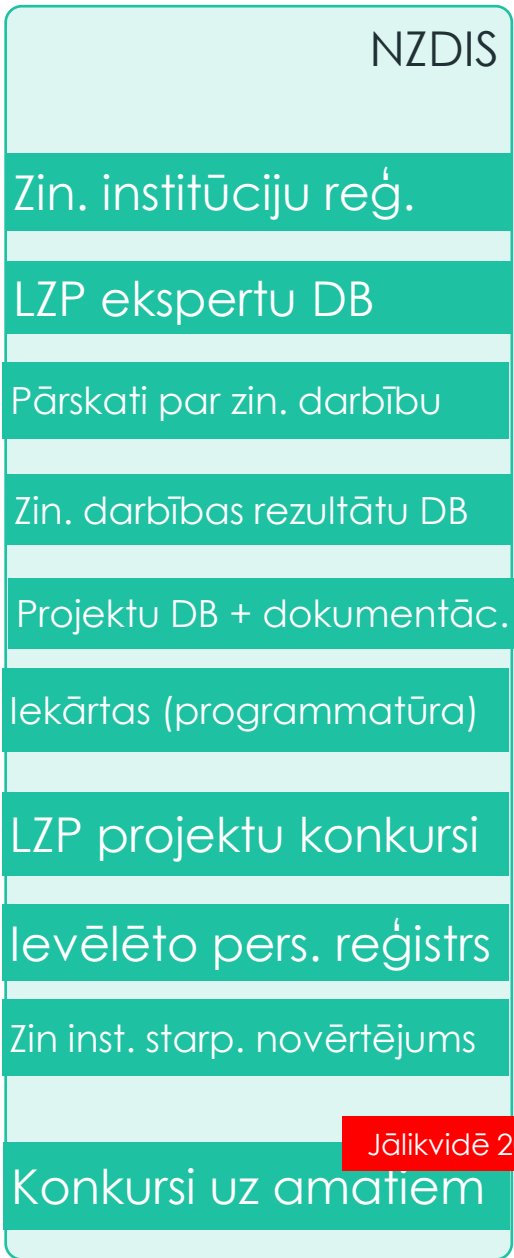 NZDIS
Zin. institūciju reģ.
LZP ekspertu DB
Pārskati par zin. darbību
Zin. darbības rezultātu DB
Projektu DB + dokumentāc.
Iekārtas (programmatūra)
LZP projektu konkursi
Ievēlēto pers. reģistrs
Zin inst. starp. novērtējums
Jālikvidē 2
Konkursi uz amatiem